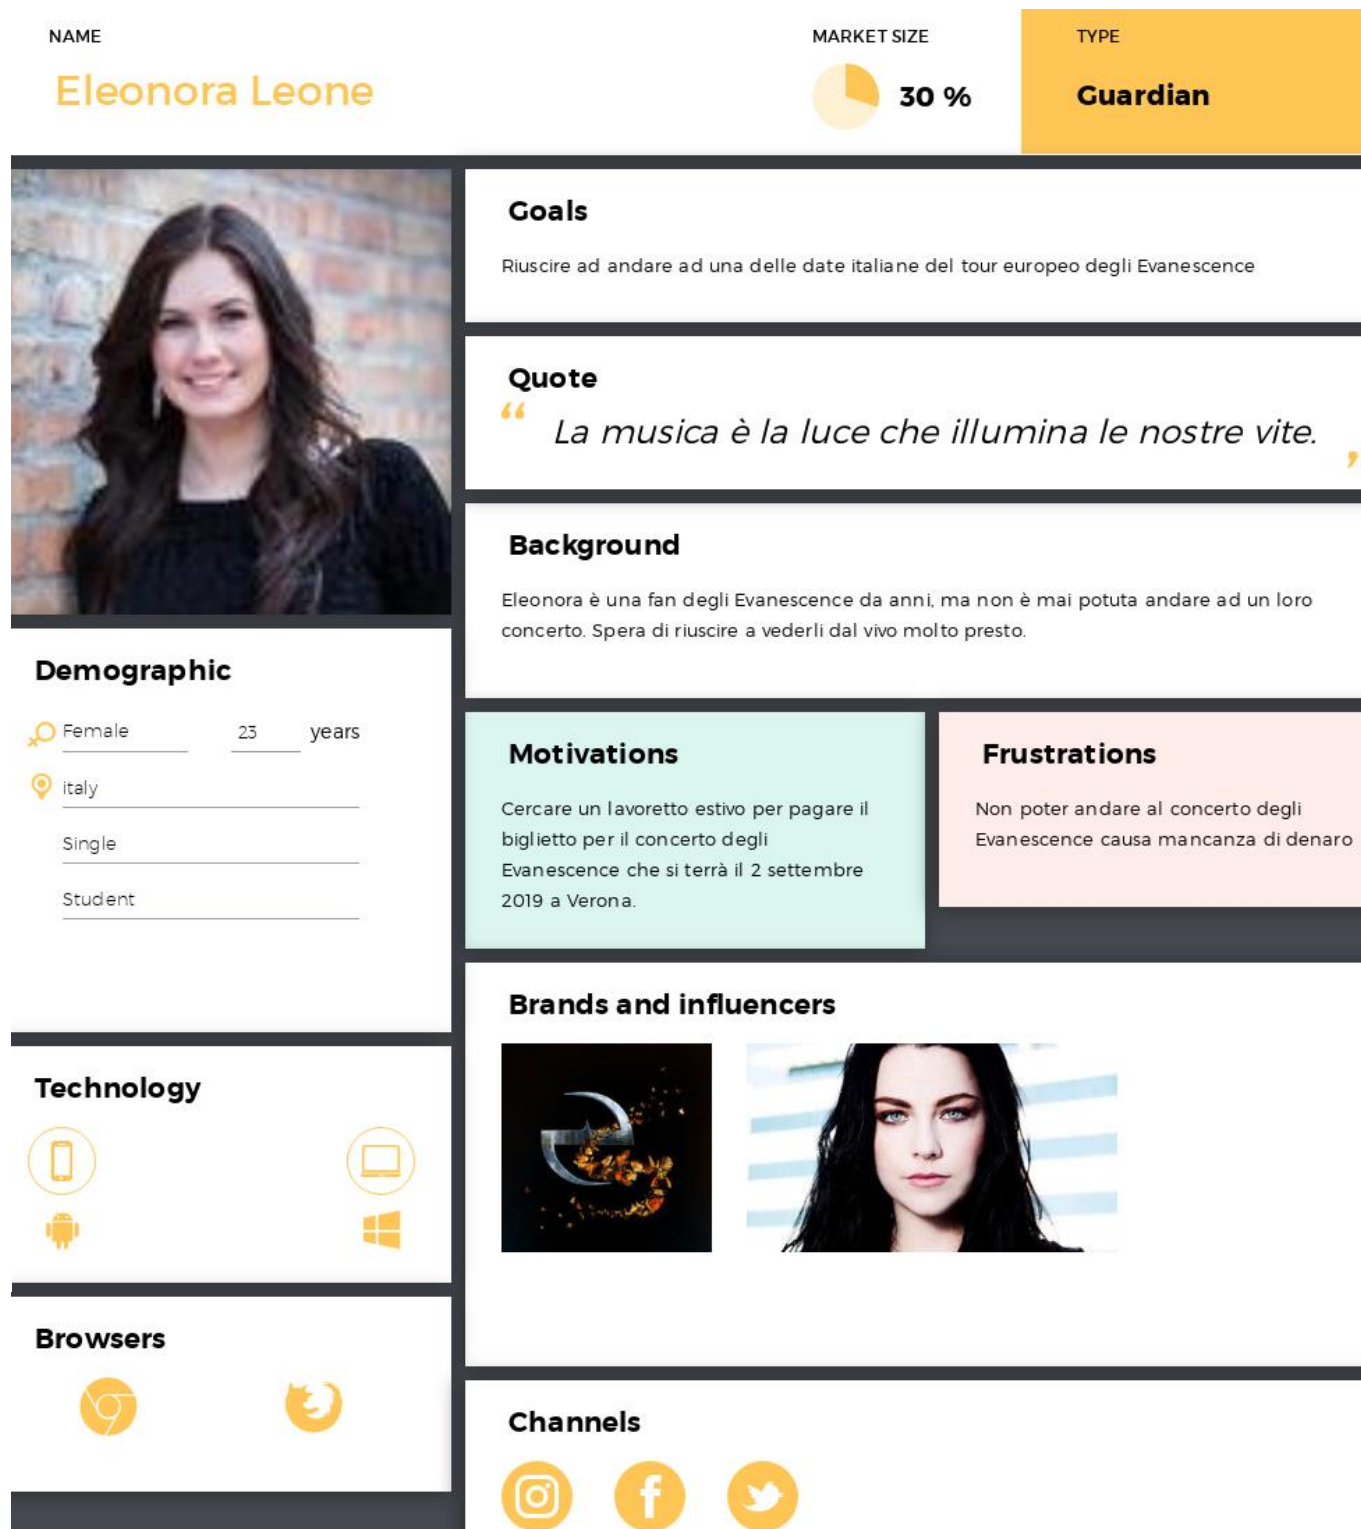 NAME
Eleonora Leone
MARKET SIZE
30 %
TYPE
Guardian
Goals
Riuscire ad andare ad una delle date italiane del tour europeo degli Evanescence
Quote
“ La musica è la luce che illumina le nostre vite. ”
Background
Eleonora è una fan degli Evanescence da anni, ma non è mai potuta andare ad un loro
concerto. Spera di riuscire a vederli dal vivo molto presto.
Demographic
Female 23 years
italy
Single
Student
Motivations
Cercare un lavoretto estivo per pagare il
biglietto per il concerto degli
Evanescence che si terrà il 2 settembre
2019 a Verona.
Frustrations
Non poter andare al concerto degli
Evanescence causa mancanza di denaro
Brands and influencers
Technology
Browsers
Channels